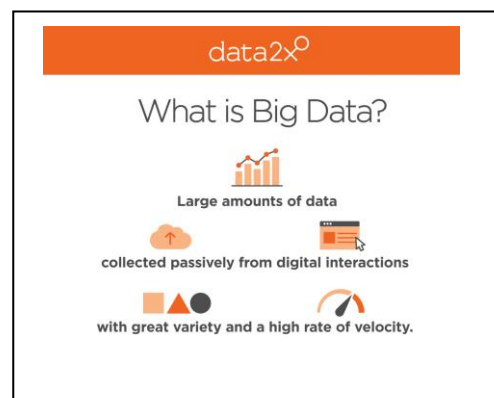 data2x
What is Big Data?
Large amounts of data
collected passively from digital interactions
with great variety and a high rate of velocity.